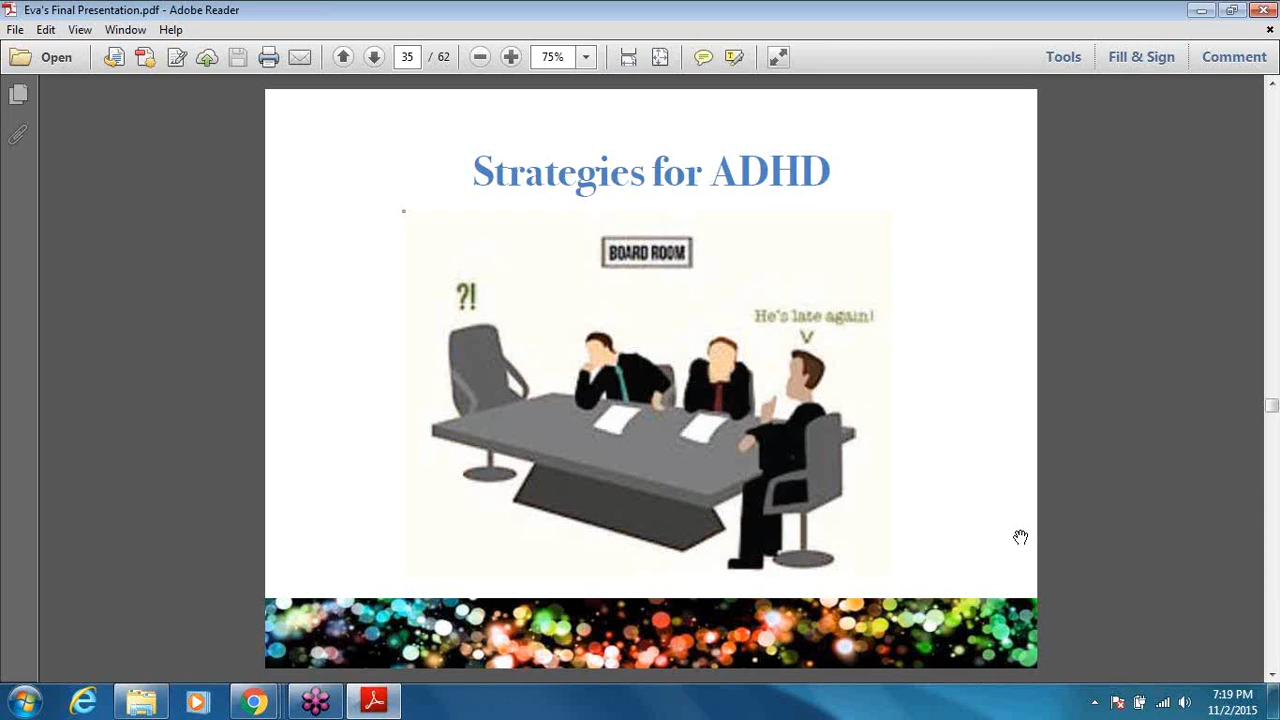 Eva's Final Presentation.pdf - Adobe Reader
File Edit View Window Help
Open 35 / 62 75% Tools Fill & Sign Comment
Strategies for ADHD
BOARD ROOM
?!
He's late again!
7:19 PM
11/2/2015